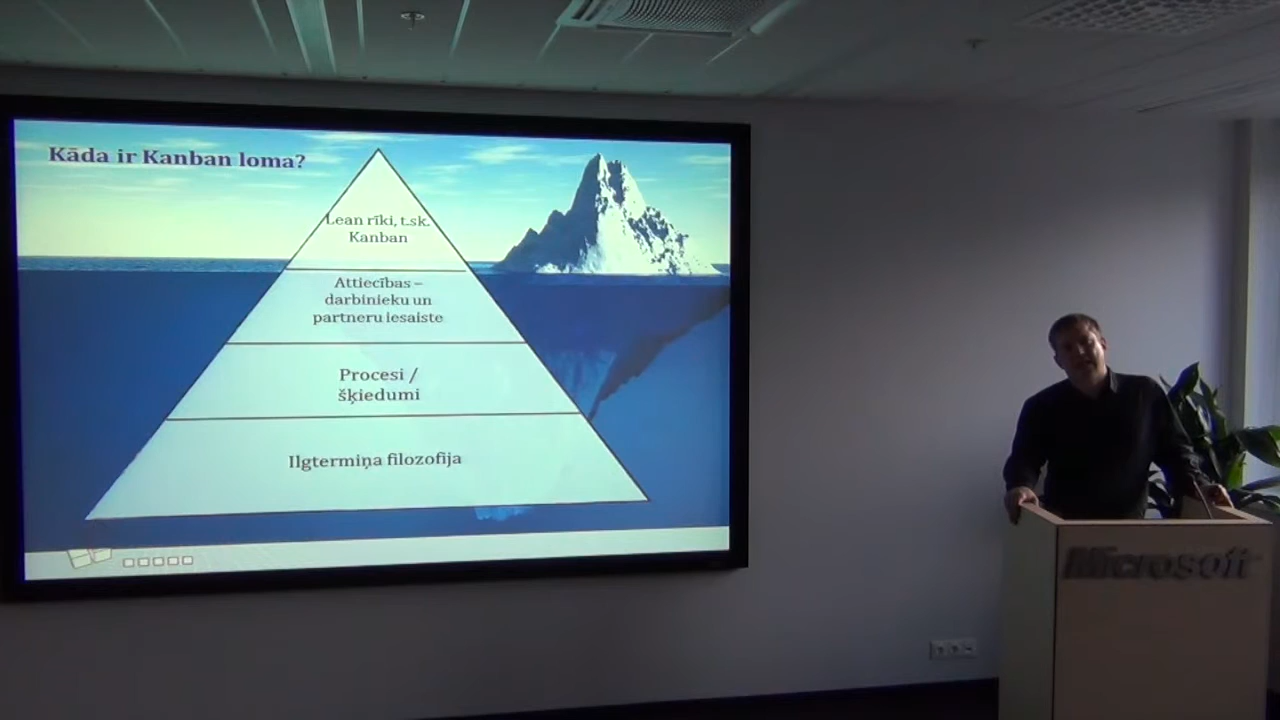 Kāda ir Kanban loma?
Lean rīki, t.sk.
Kanban
Attiecības –
darbinieku un
partneru iesaiste
Procesi /
šķiedumi
Ilgtermiņa filozofija
Microsoft